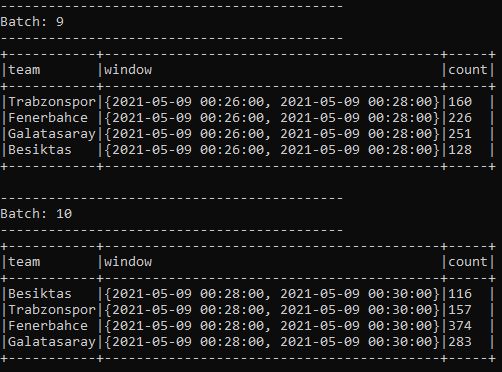 -------------------------------------------
Batch: 9
-------------------------------------------
+-----------+------------------------------------------+-----+
|team       |window                                    |count|
+-----------+------------------------------------------+-----+
|Trabzonspor|{2021-05-09 00:26:00, 2021-05-09 00:28:00}|160  |
|Fenerbahce |{2021-05-09 00:26:00, 2021-05-09 00:28:00}|226  |
|Galatasaray|{2021-05-09 00:26:00, 2021-05-09 00:28:00}|251  |
|Besiktas   |{2021-05-09 00:26:00, 2021-05-09 00:28:00}|128  |
+-----------+------------------------------------------+-----+

-------------------------------------------
Batch: 10
-------------------------------------------
+-----------+------------------------------------------+-----+
|team       |window                                    |count|
+-----------+------------------------------------------+-----+
|Besiktas   |{2021-05-09 00:28:00, 2021-05-09 00:30:00}|116  |
|Trabzonspor|{2021-05-09 00:28:00, 2021-05-09 00:30:00}|157  |
|Fenerbahce |{2021-05-09 00:28:00, 2021-05-09 00:30:00}|374  |
|Galatasaray|{2021-05-09 00:28:00, 2021-05-09 00:30:00}|283  |
+-----------+------------------------------------------+-----+